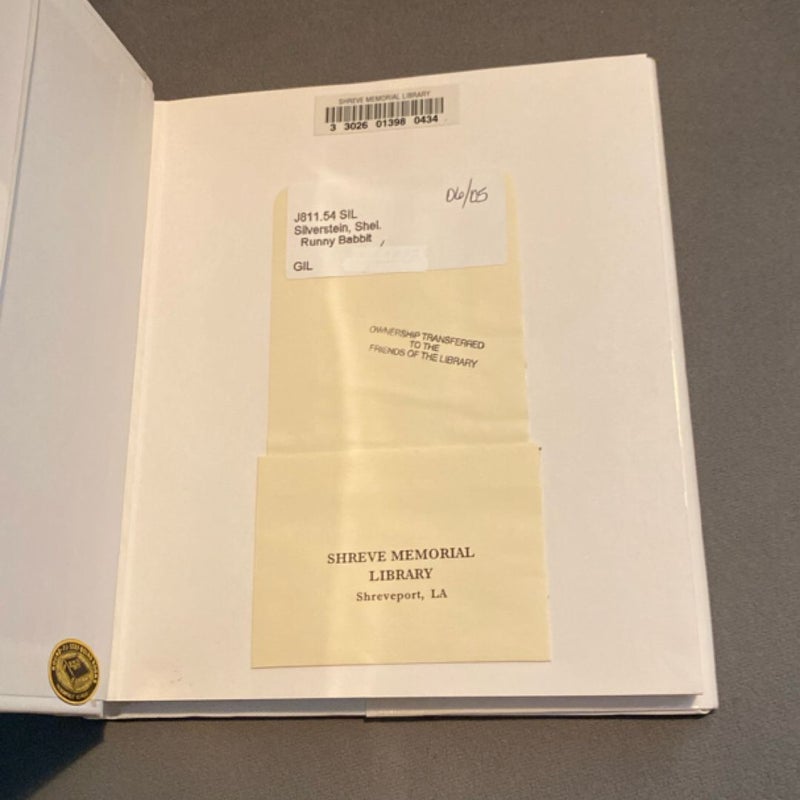 SHREVE MEMORIAL LIBRARY
3 3026 01398 0434
06/05
J811.54 SIL
Silverstein, Shel.
Runny Babbit
GIL
OWNERSHIP TRANSFERRED
TO THE
FRIENDS OF THE LIBRARY
SHREVE MEMORIAL
LIBRARY
Shreveport, LA